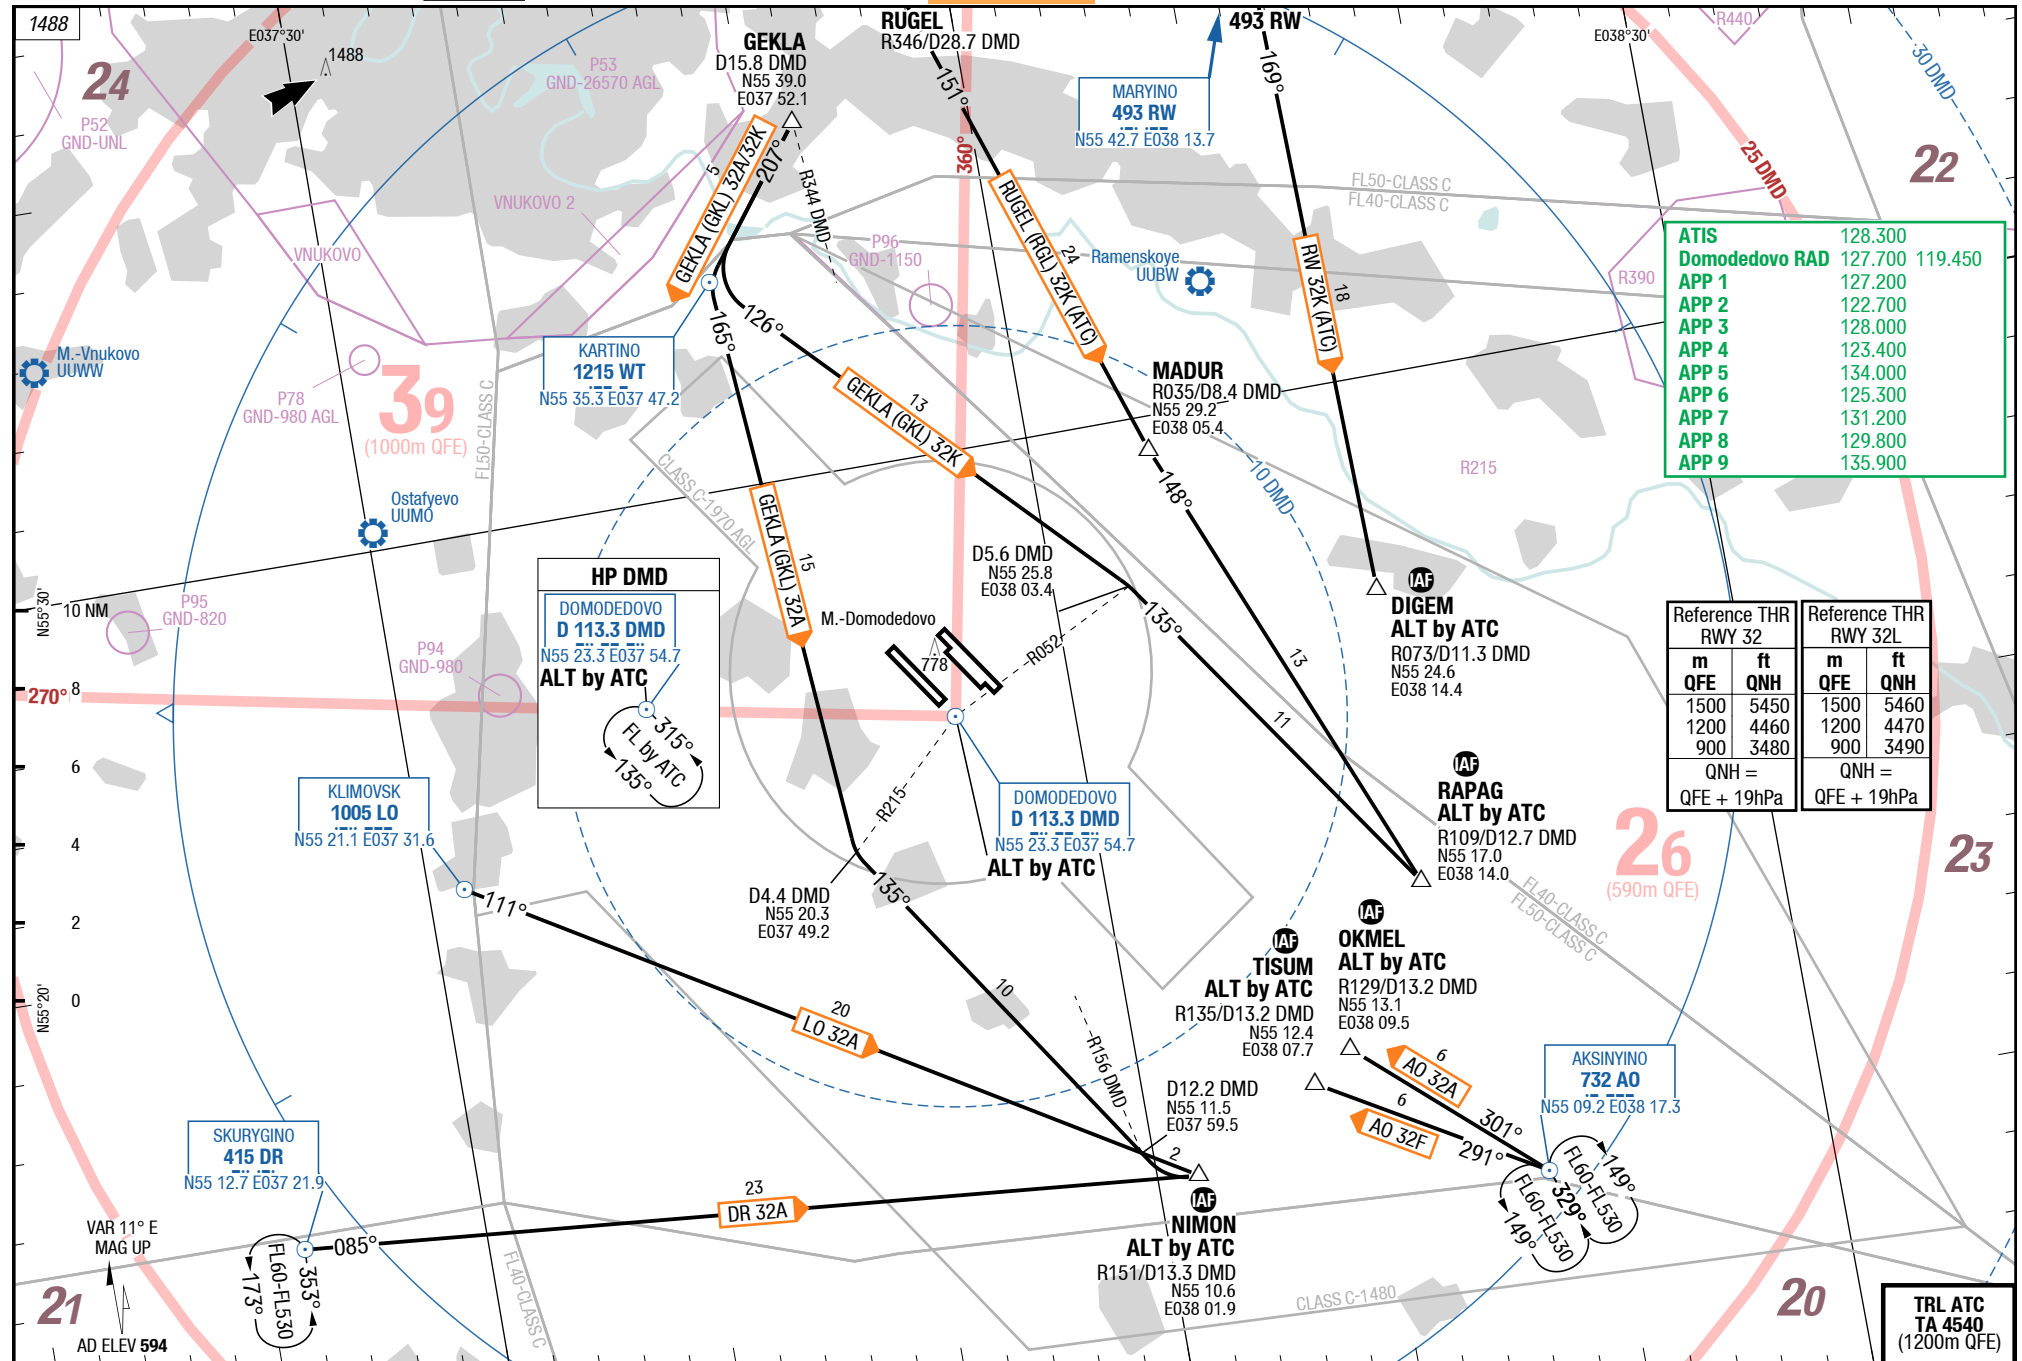 1488
E037°30'
1488
24
P52
GND-UNL
P53
GND-26570 AGL
GEKLA
D15.8 DMD
N55 39.0
E037 52.1
RUGEL
R346/D28.7 DMD
151°
360°
493 RW
169°
MARYINO
493 RW
N55 42.7 E038 13.7
E038°30'
R440
30 DMD
25 DMD
22
VNUKOVO 2
VNUKOVO
5
GEKLA (GKL) 32A/32K
207°
R344 DMD
P96
GND-1150
RUGEL (RGL) 32K (ATC)
24
Ramenskoye
UUBW
RW 32K (ATC)
18
FL50-CLASS C
FL40-CLASS C
R390
ATIS 128.300
Domodedovo RAD 127.700 119.450
APP 1 127.200
APP 2 122.700
APP 3 128.000
APP 4 123.400
APP 5 134.000
APP 6 125.300
APP 7 131.200
APP 8 129.800
APP 9 135.900
M.-Vnukovo
UUWW
P78
GND-980 AGL
39
(1000m QFE)
FL50-CLASS C
KARTINO
1215 WT
N55 35.3 E037 47.2
165°
126°
13
GEKLA (GKL) 32K
MADUR
R035/D8.4 DMD
N55 29.2
E038 05.4
148°
10 DMD
R215
Ostafyevo
UUMO
CLASS C-1970 AGL
GEKLA (GKL) 32A
15
D5.6 DMD
N55 25.8
E038 03.4
135°
R052
IAF
DIGEM
ALT by ATC
R073/D11.3 DMD
N55 24.6
E038 14.4
N55°30'
10 NM
8
6
4
2
0
N55°20'
P95
GND-820
270°
P94
GND-980
HP DMD
DOMODEDOVO
D 113.3 DMD
N55 23.3 E037 54.7
ALT by ATC
315°
FL by ATC
135°
M.-Domodedovo
778
13
11
Reference THR
RWY 32
m ft
QFE QNH
1500 5450
1200 4460
900 3480
QNH =
QFE + 19hPa
Reference THR
RWY 32L
m ft
QFE QNH
1500 5460
1200 4470
900 3490
QNH =
QFE + 19hPa
KLIMOVSK
1005 LO
N55 21.1 E037 31.6
111°
R215
DOMODEDOVO
D 113.3 DMD
N55 23.3 E037 54.7
ALT by ATC
IAF
RAPAG
ALT by ATC
R109/D12.7 DMD
N55 17.0
E038 14.0
26
(590m QFE)
23
FL40-CLASS C
FL50-CLASS C
D4.4 DMD
N55 20.3
E037 49.2
135°
10
20
LO 32A
IAF
TISUM
ALT by ATC
R135/D13.2 DMD
N55 12.4
E038 07.7
IAF
OKMEL
ALT by ATC
R129/D13.2 DMD
N55 13.1
E038 09.5
R156 DMD
D12.2 DMD
N55 11.5
E037 59.5
2
6
AO 32A
301°
6
AO 32F
291°
AKSINYINO
732 AO
N55 09.2 E038 17.3
149°
FL60-FL530
329°
FL60-FL530
149°
SKURYGINO
415 DR
N55 12.7 E037 21.9
085°
23
DR 32A
353°
FL60-FL530
173°
IAF
NIMON
ALT by ATC
R151/D13.3 DMD
N55 10.6
E038 01.9
VAR 11° E
MAG UP
AD ELEV 594
21
FL40-CLASS C
CLASS C-1480
20
TRL ATC
TA 4540
(1200m QFE)